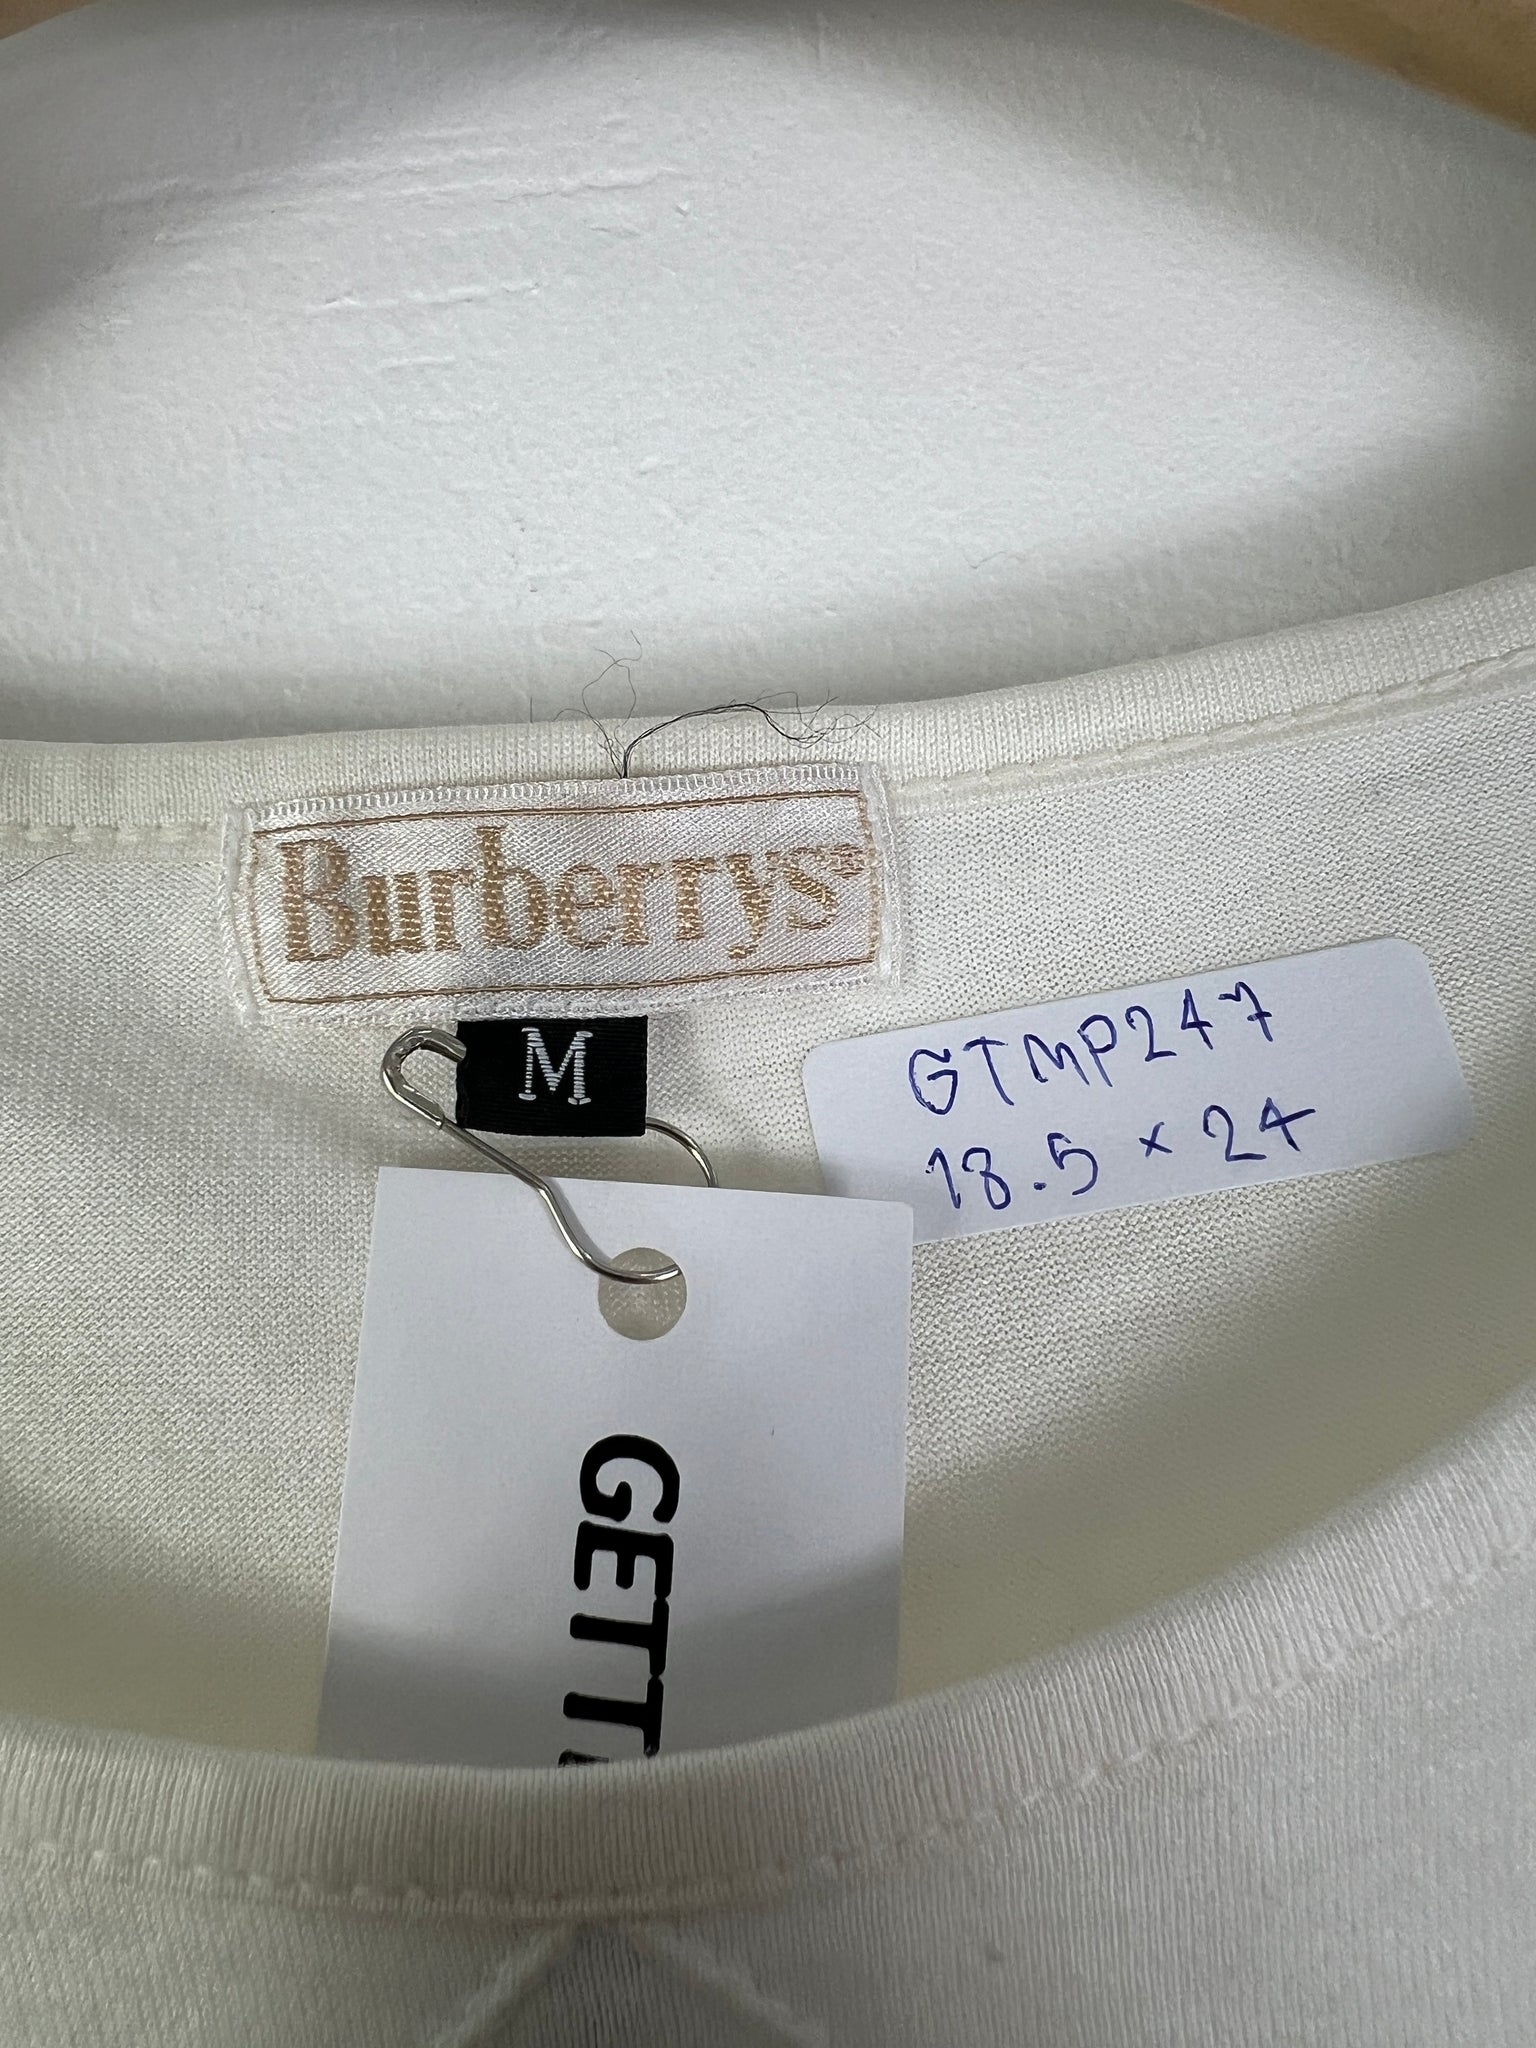 Burberrys
M
GTMP247
18.5 × 24
GETT